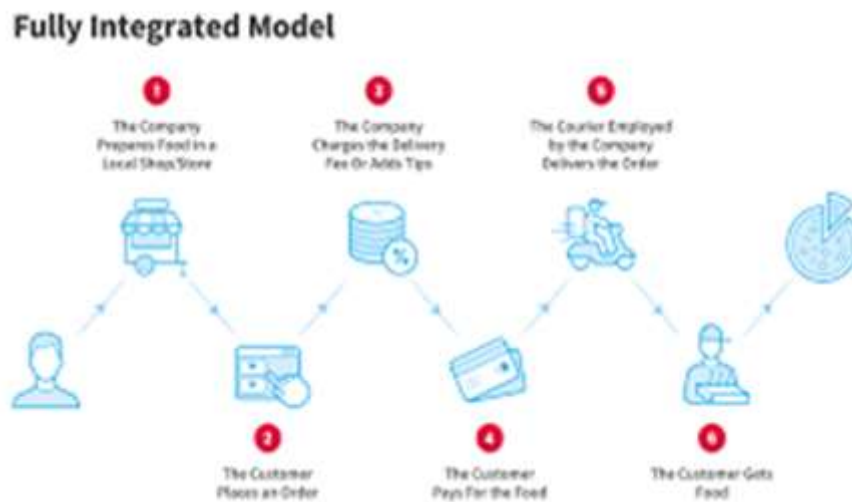 Fully Integrated Model
1
The Company
Prepares Food in a
Local Shop/Store
3
The Company
Charges the Delivery
Fee Or Adds Tips
5
The Courier Employed
by the Company
Delivers the Order
%
2
The Customer
Places an Order
4
The Customer
Pays For the Food
6
The Customer Gets
Food